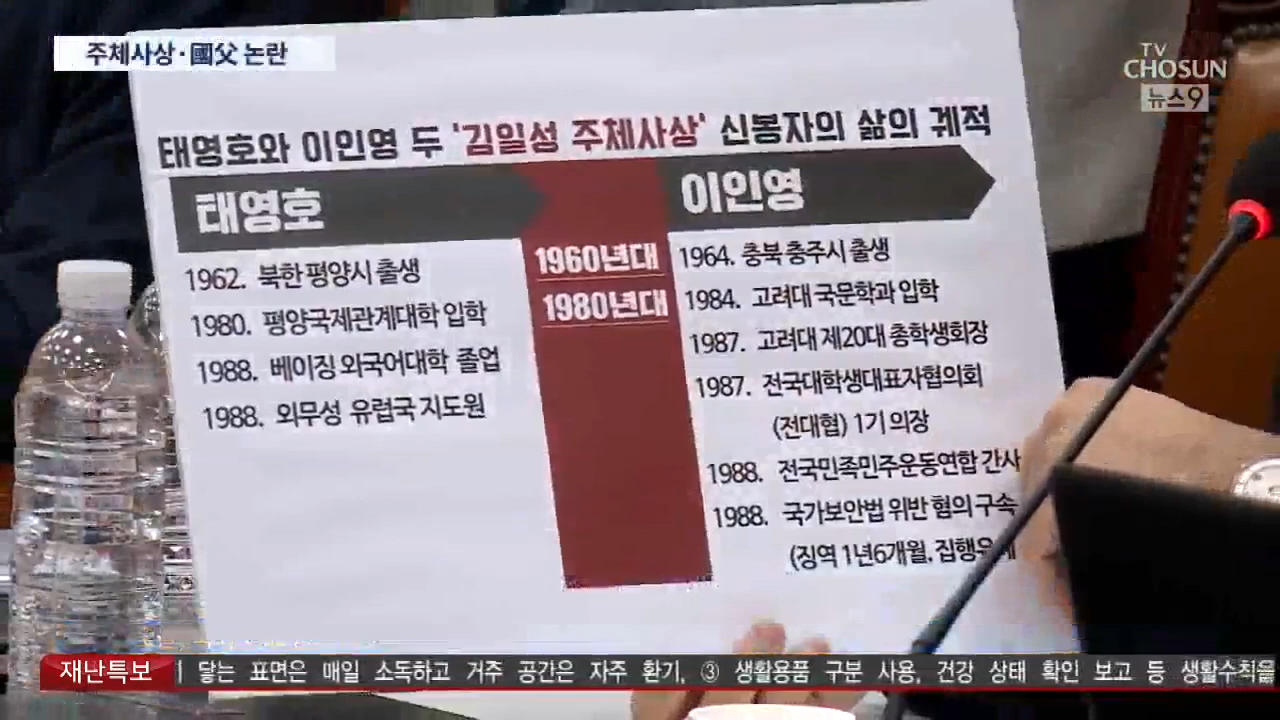 주체사상·國父 논란
TV
CHOSUN
뉴스9
태영호와 이인영 두 '김일성 주체사상' 신봉자의 삶의 궤적
태영호
이인영
1960년대
1980년대
1962. 북한 평양시 출생
1980. 평양국제관계대학 입학
1988. 베이징 외국어대학 졸업
1988. 외무성 유럽국 지도원
1964. 충북 충주시 출생
1984. 고려대 국문학과 입학
1987. 고려대 제20대 총학생회장
1987. 전국대학생대표자협의회
(전대협) 1기 의장
1988. 전국민족민주운동연합 간사
1988. 국가보안법 위반 혐의 구속
(징역 1년6개월, 집행유예
재난특보
닿는 표면은 매일 소독하고 거주 공간은 자주 환기, ③ 생활용품 구분 사용, 건강 상태 확인 보고 등 생활수칙을